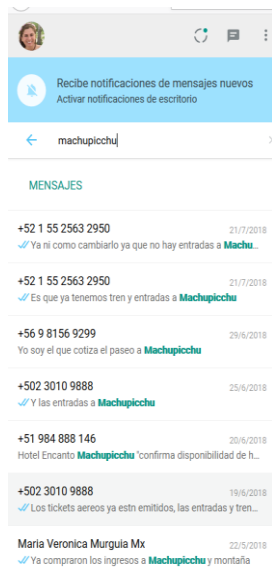 Recibe notificaciones de mensajes nuevos
Activar notificaciones de escritorio
machupicchu
MENSAJES
+52 1 55 2563 2950 21/7/2018
Ya ni como cambiarlo ya que no hay entradas a Machu...
+52 1 55 2563 2950 21/7/2018
Es que ya tenemos tren y entradas a Machupicchu
+56 9 8156 9299 29/6/2018
Yo soy el que cotiza el paseo a Machupicchu
+502 3010 9888 25/6/2018
Y las entradas a Machupicchu
+51 984 888 146 20/6/2018
Hotel Encanto Machupicchu "confirma disponibilidad de h...
+502 3010 9888 19/6/2018
Los tickets aereos ya estn emitidos, las entradas y tren...
Maria Veronica Murguia Mx 22/5/2018
Ya compraron los ingresos a Machupicchu y montaña